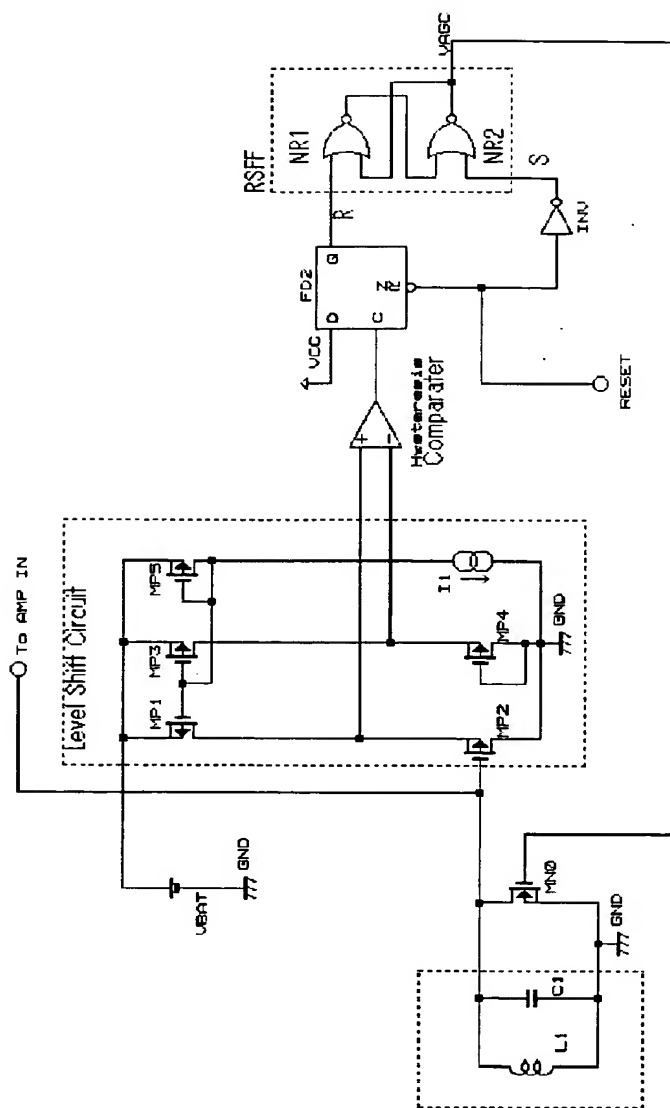 To AMP IN
Level Shift Circuit
MP1
MP3
MP5
MP2
MP4
I1
GND
VBAT
GND
MN0
GND
L1
C1
Hysteresis
Comparater
VCC
FD2
D
Q
C
RESET
INV
R
S
RSFF
NR1
NR2
VAGC
+
-